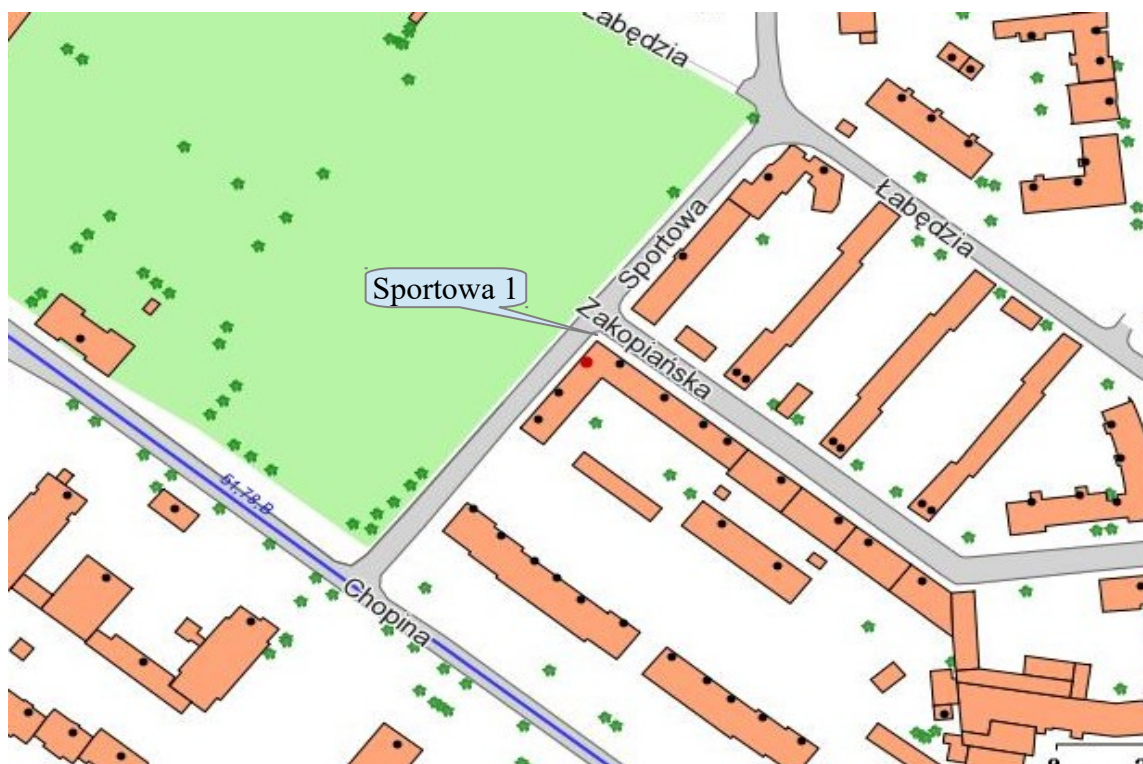 Łabędzia
Łabędzia
Sportowa
Sportowa 1
Zakopiańska
51,78,B
Chopina